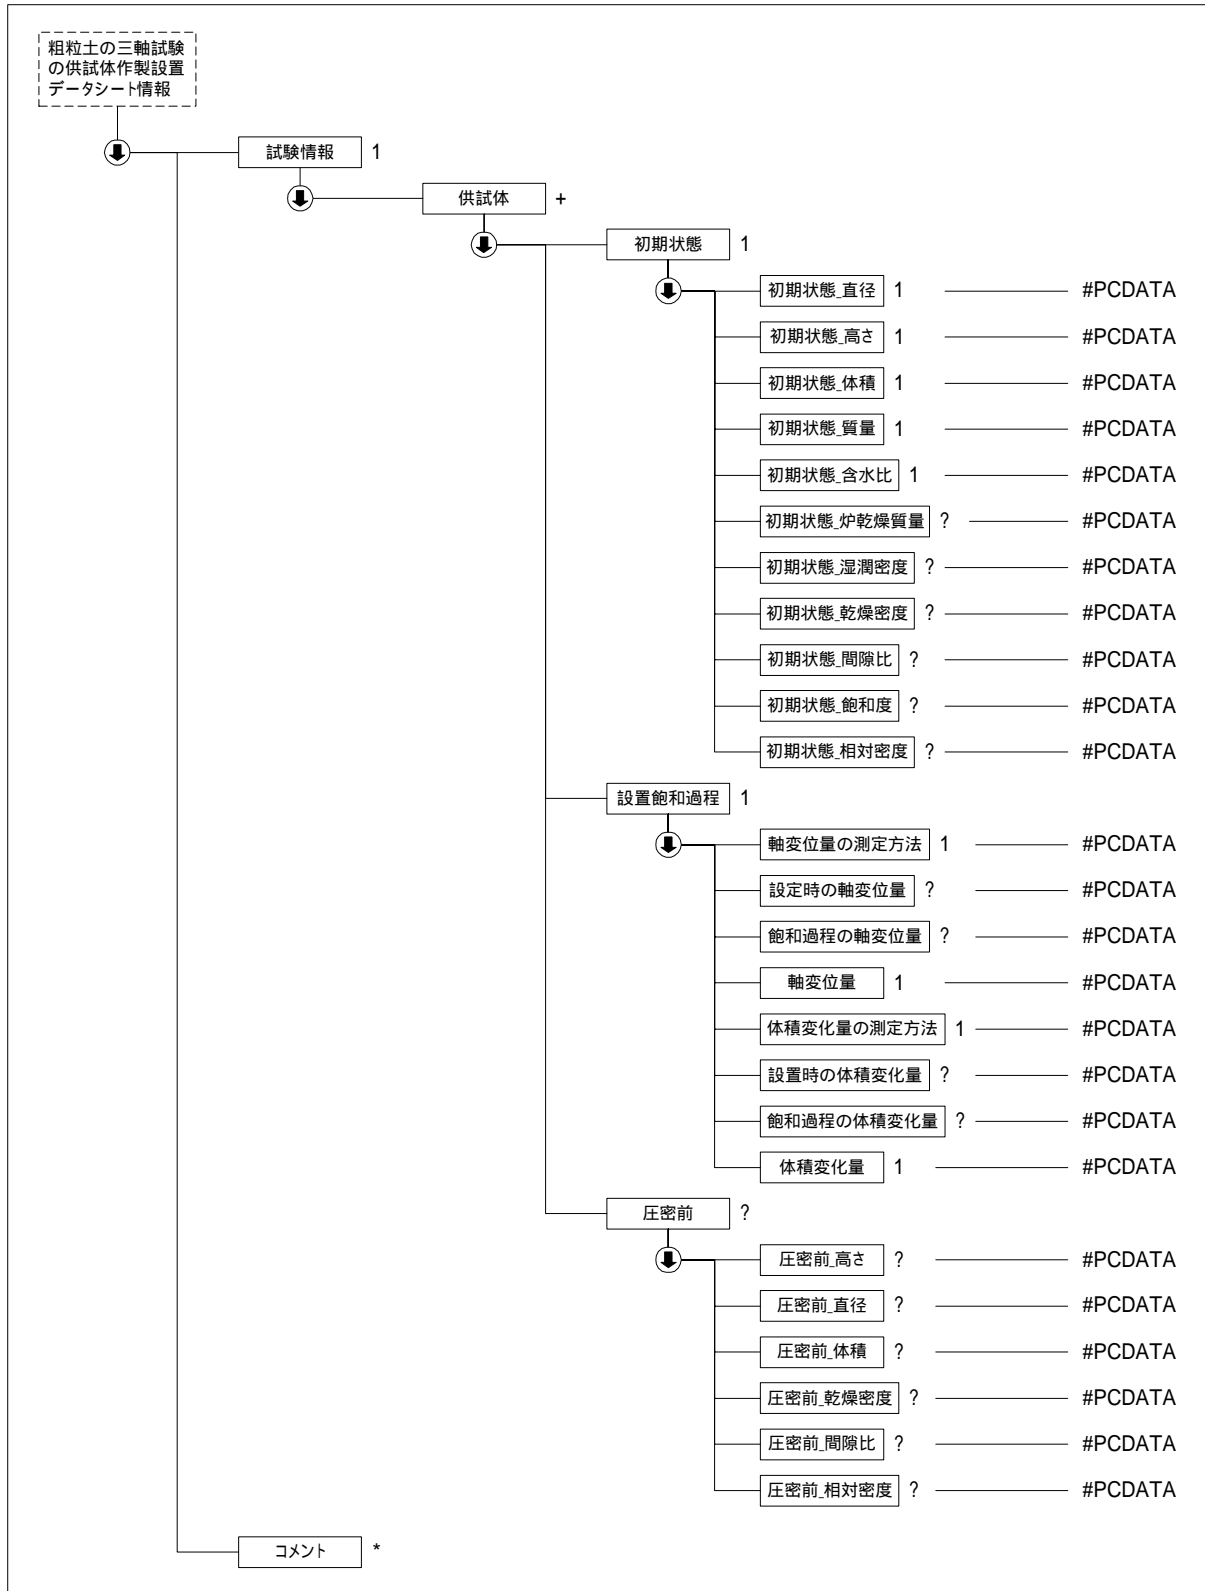 粗粒土の三軸試験
の供試体作製設置
データシート情報
試験情報 1
供試体 +
初期状態 1
初期状態_直径 1 #PCDATA
初期状態_高さ 1 #PCDATA
初期状態_体積 1 #PCDATA
初期状態_質量 1 #PCDATA
初期状態_含水比 1 #PCDATA
初期状態_炉乾燥質量 ? #PCDATA
初期状態_湿潤密度 ? #PCDATA
初期状態_乾燥密度 ? #PCDATA
初期状態_間隙比 ? #PCDATA
初期状態_飽和度 ? #PCDATA
初期状態_相対密度 ? #PCDATA
設置飽和過程 1
軸変位量の測定方法 1 #PCDATA
設定時の軸変位量 ? #PCDATA
飽和過程の軸変位量 ? #PCDATA
軸変位量 1 #PCDATA
体積変化量の測定方法 1 #PCDATA
設置時の体積変化量 ? #PCDATA
飽和過程の体積変化量 ? #PCDATA
体積変化量 1 #PCDATA
圧密前 ?
圧密前_高さ ? #PCDATA
圧密前_直径 ? #PCDATA
圧密前_体積 ? #PCDATA
圧密前_乾燥密度 ? #PCDATA
圧密前_間隙比 ? #PCDATA
圧密前_相対密度 ? #PCDATA
コメント *